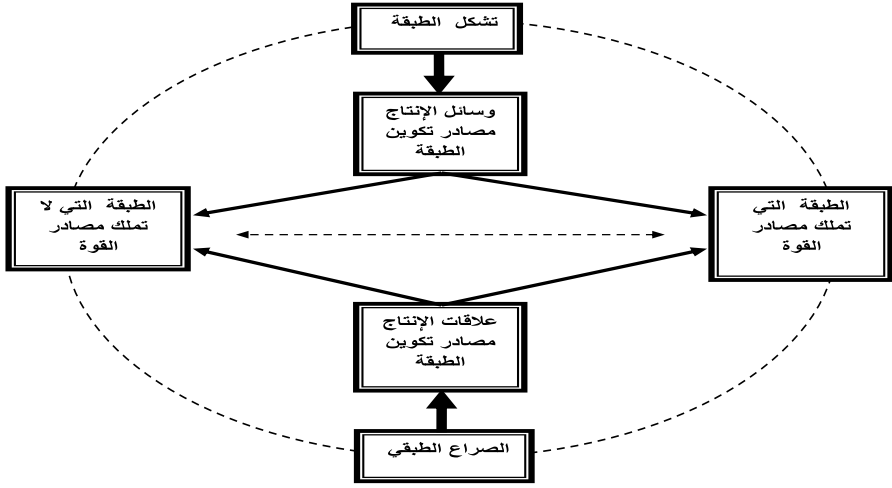 تشكل الطبقة
وسائل الإنتاج
مصادر تكوين
الطبقة
الطبقة التي
تملك مصادر
القوة
الطبقة التي لا
تملك مصادر
القوة
علاقات الإنتاج
مصادر تكوين
الطبقة
الصراع الطبقي